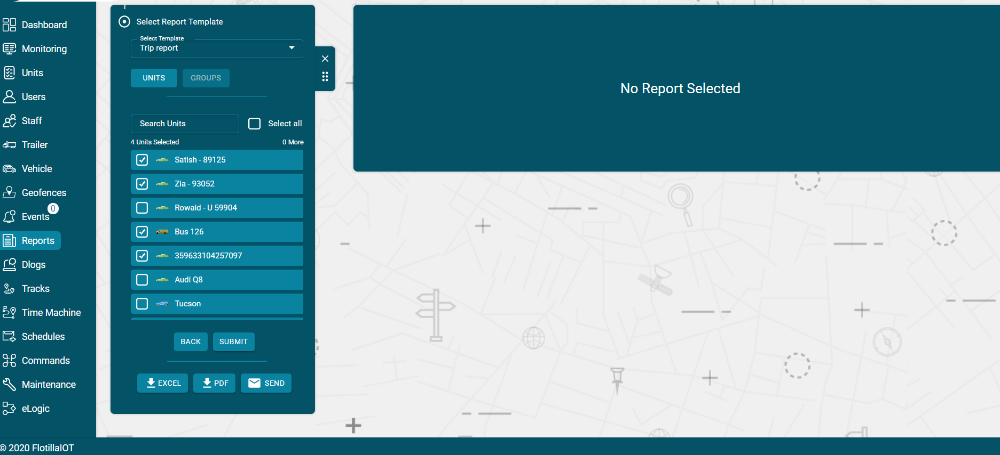 Dashboard
Monitoring
Units
Users
Staff
Trailer
Vehicle
Geofences
0
Events
Reports
Dlogs
Tracks
Time Machine
Schedules
Commands
Maintenance
eLogic
© 2020 FlotillaIOT
Select Report Template
Select Template
Trip report
UNITS GROUPS
Search Units Select all
4 Units Selected 0 More
Satish - 89125
Zia - 93052
Rowaid - U 59904
Bus 126
359633104257097
Audi Q8
Tucson
BACK SUBMIT
EXCEL PDF SEND
No Report Selected